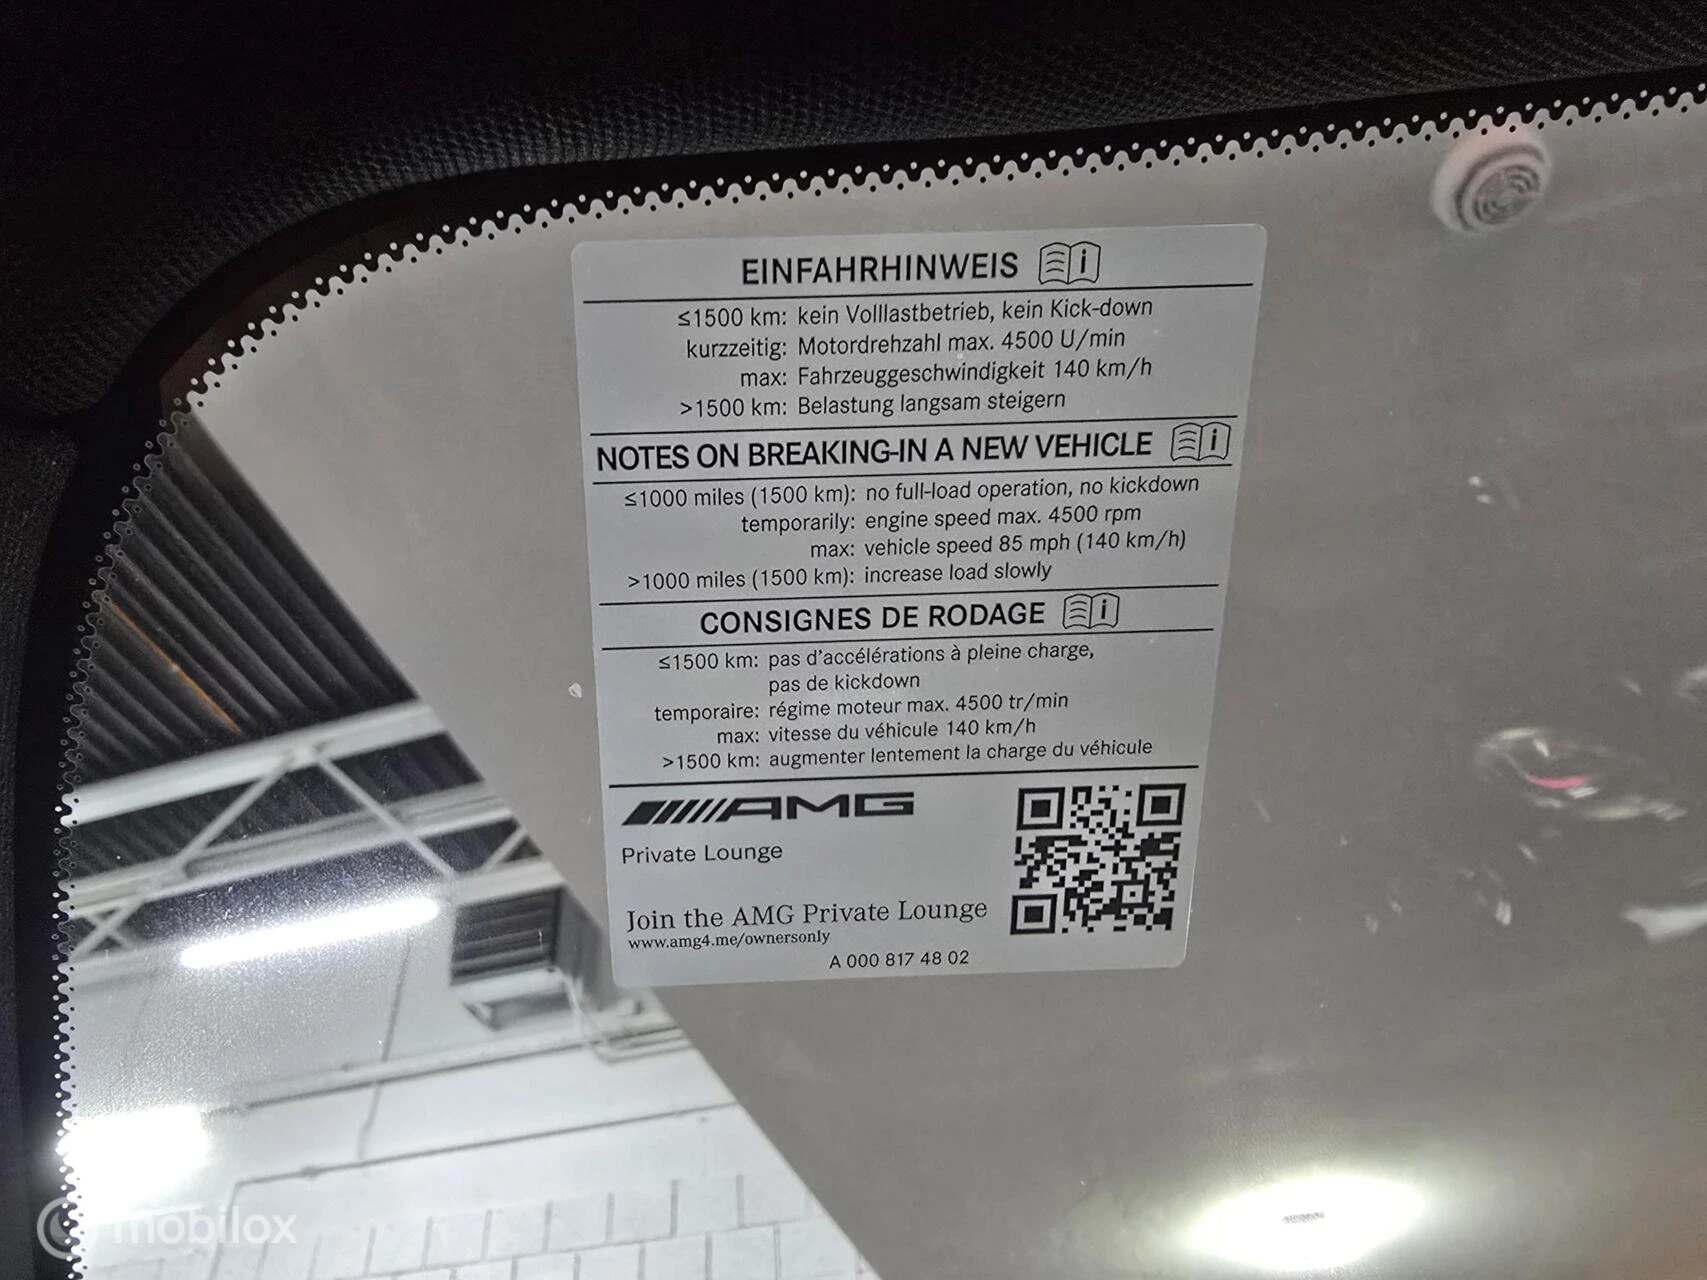 EINFAHRHINWEIS
≤1500 km: kein Volllastbetrieb, kein Kick-down
kurzzeitig: Motordrehzahl max. 4500 U/min
max: Fahrzeuggeschwindigkeit 140 km/h
>1500 km: Belastung langsam steigern
NOTES ON BREAKING-IN A NEW VEHICLE
≤1000 miles (1500 km): no full-load operation, no kickdown
temporarily: engine speed max. 4500 rpm
max: vehicle speed 85 mph (140 km/h)
>1000 miles (1500 km): increase load slowly
CONSIGNES DE RODAGE
≤1500 km: pas d'accélérations à pleine charge,
pas de kickdown
temporaire: régime moteur max. 4500 tr/min
max: vitesse du véhicule 140 km/h
>1500 km: augmenter lentement la charge du véhicule
AMG
Private Lounge
Join the AMG Private Lounge
www.amg4.me/ownersonly
A 000 817 48 02
mobilox